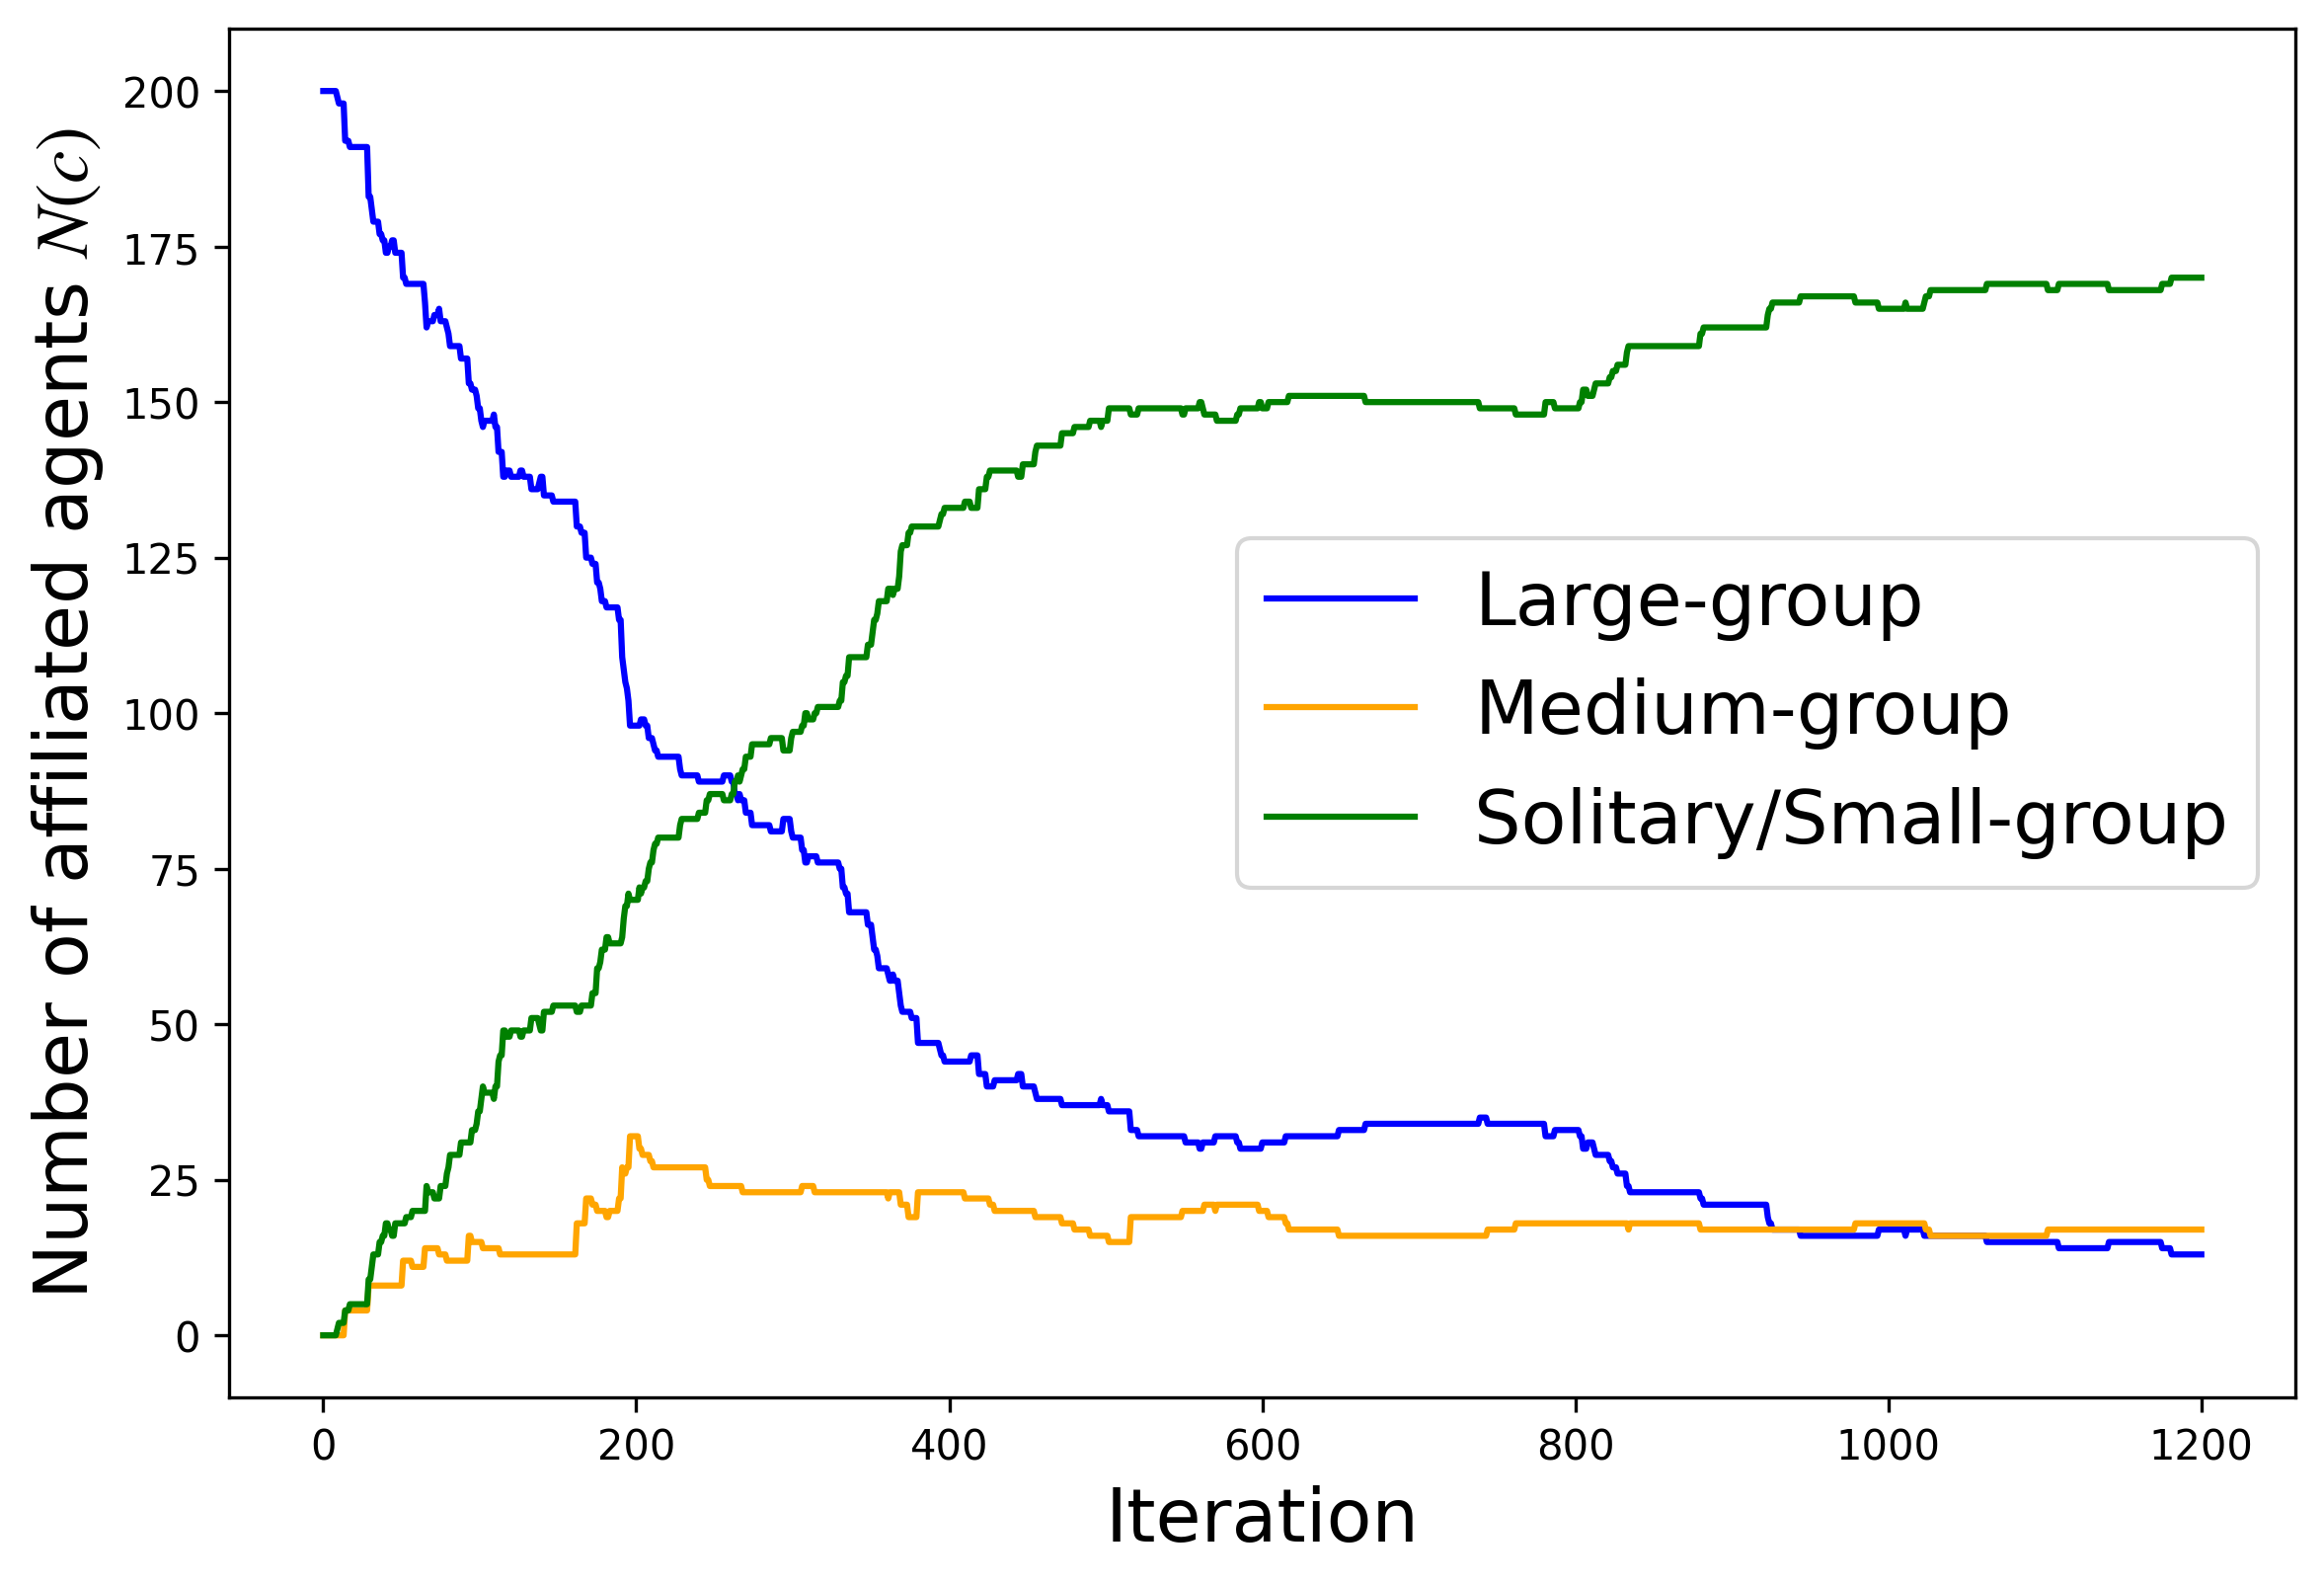 Number of affiliated agents N(c)
200
175
150
125
100
75
50
25
0
Large-group
Medium-group
Solitary/Small-group
0 200 400 600 800 1000 1200
Iteration